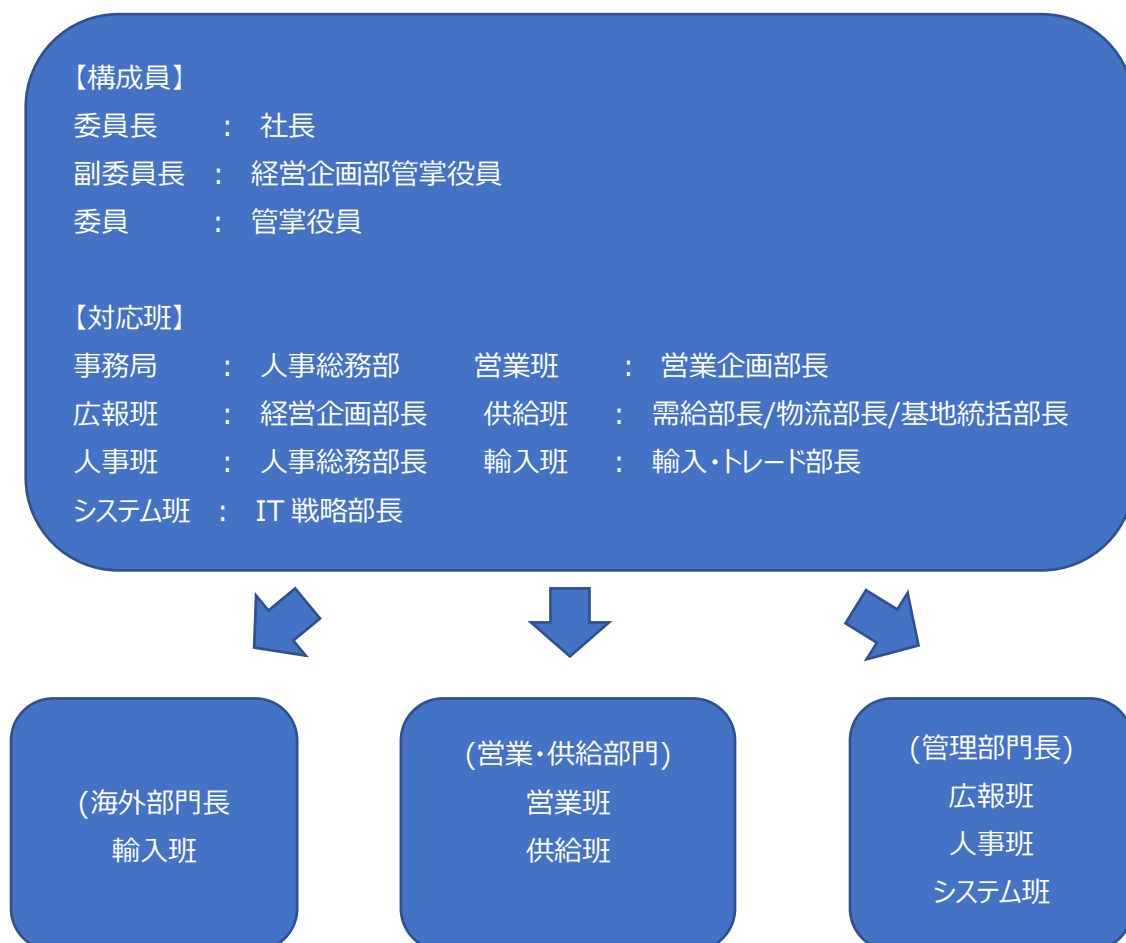 【構成員】
委員長 : 社長
副委員長 : 経営企画部管掌役員
委員 : 管掌役員
【対応班】
事務局 : 人事総務部 営業班 : 営業企画部長
広報班 : 経営企画部長 供給班 : 需給部長/物流部長/基地統括部長
人事班 : 人事総務部長 輸入班 : 輸入・トレード部長
システム班 : IT 戦略部長
(海外部門長
輸入班
(営業・供給部門)
営業班
供給班
(管理部門長)
広報班
人事班
システム班